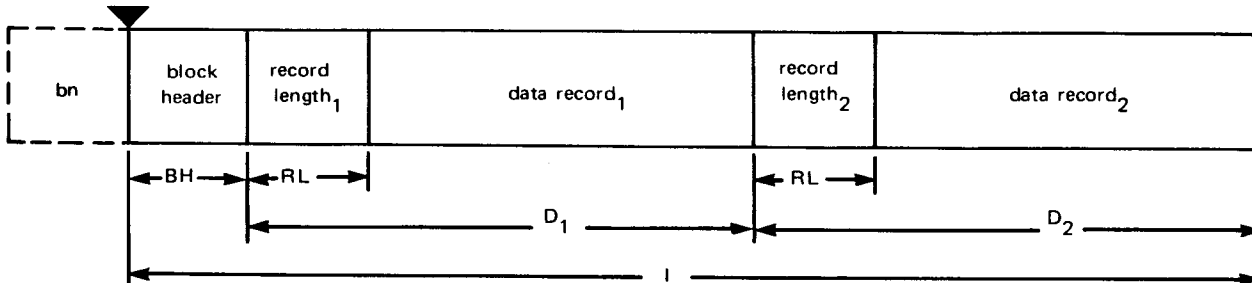 bn
block
header
record
length₁
data record₁
record
length₂
data record₂
BH
RL
RL
D₁
D₂
I